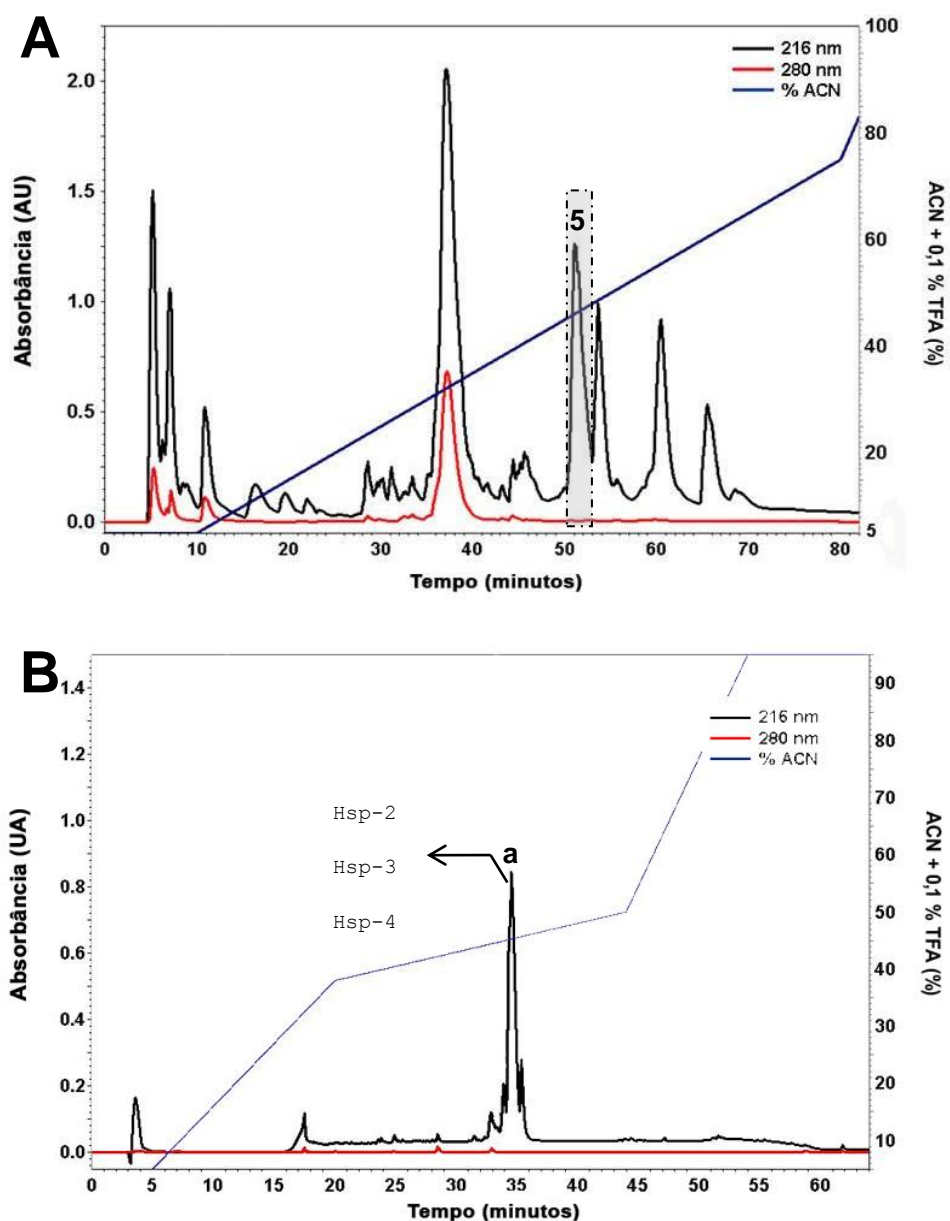 A
Absorbância (AU)
2.0
1.5
1.0
0.5
0.0
216 nm
280 nm
% ACN
5
100
80
60
40
20
5
ACN + 0,1 % TFA (%)
0 10 20 30 40 50 60 70 80
Tempo (minutos)
B
Absorbância (UA)
1.4
1.2
1.0
0.8
0.6
0.4
0.2
0.0
216 nm
280 nm
% ACN
Hsp-2
a
Hsp-3
Hsp-4
90
80
70
60
50
40
30
20
10
ACN + 0,1 % TFA (%)
0 5 10 15 20 25 30 35 40 45 50 55 60
Tempo (minutos)